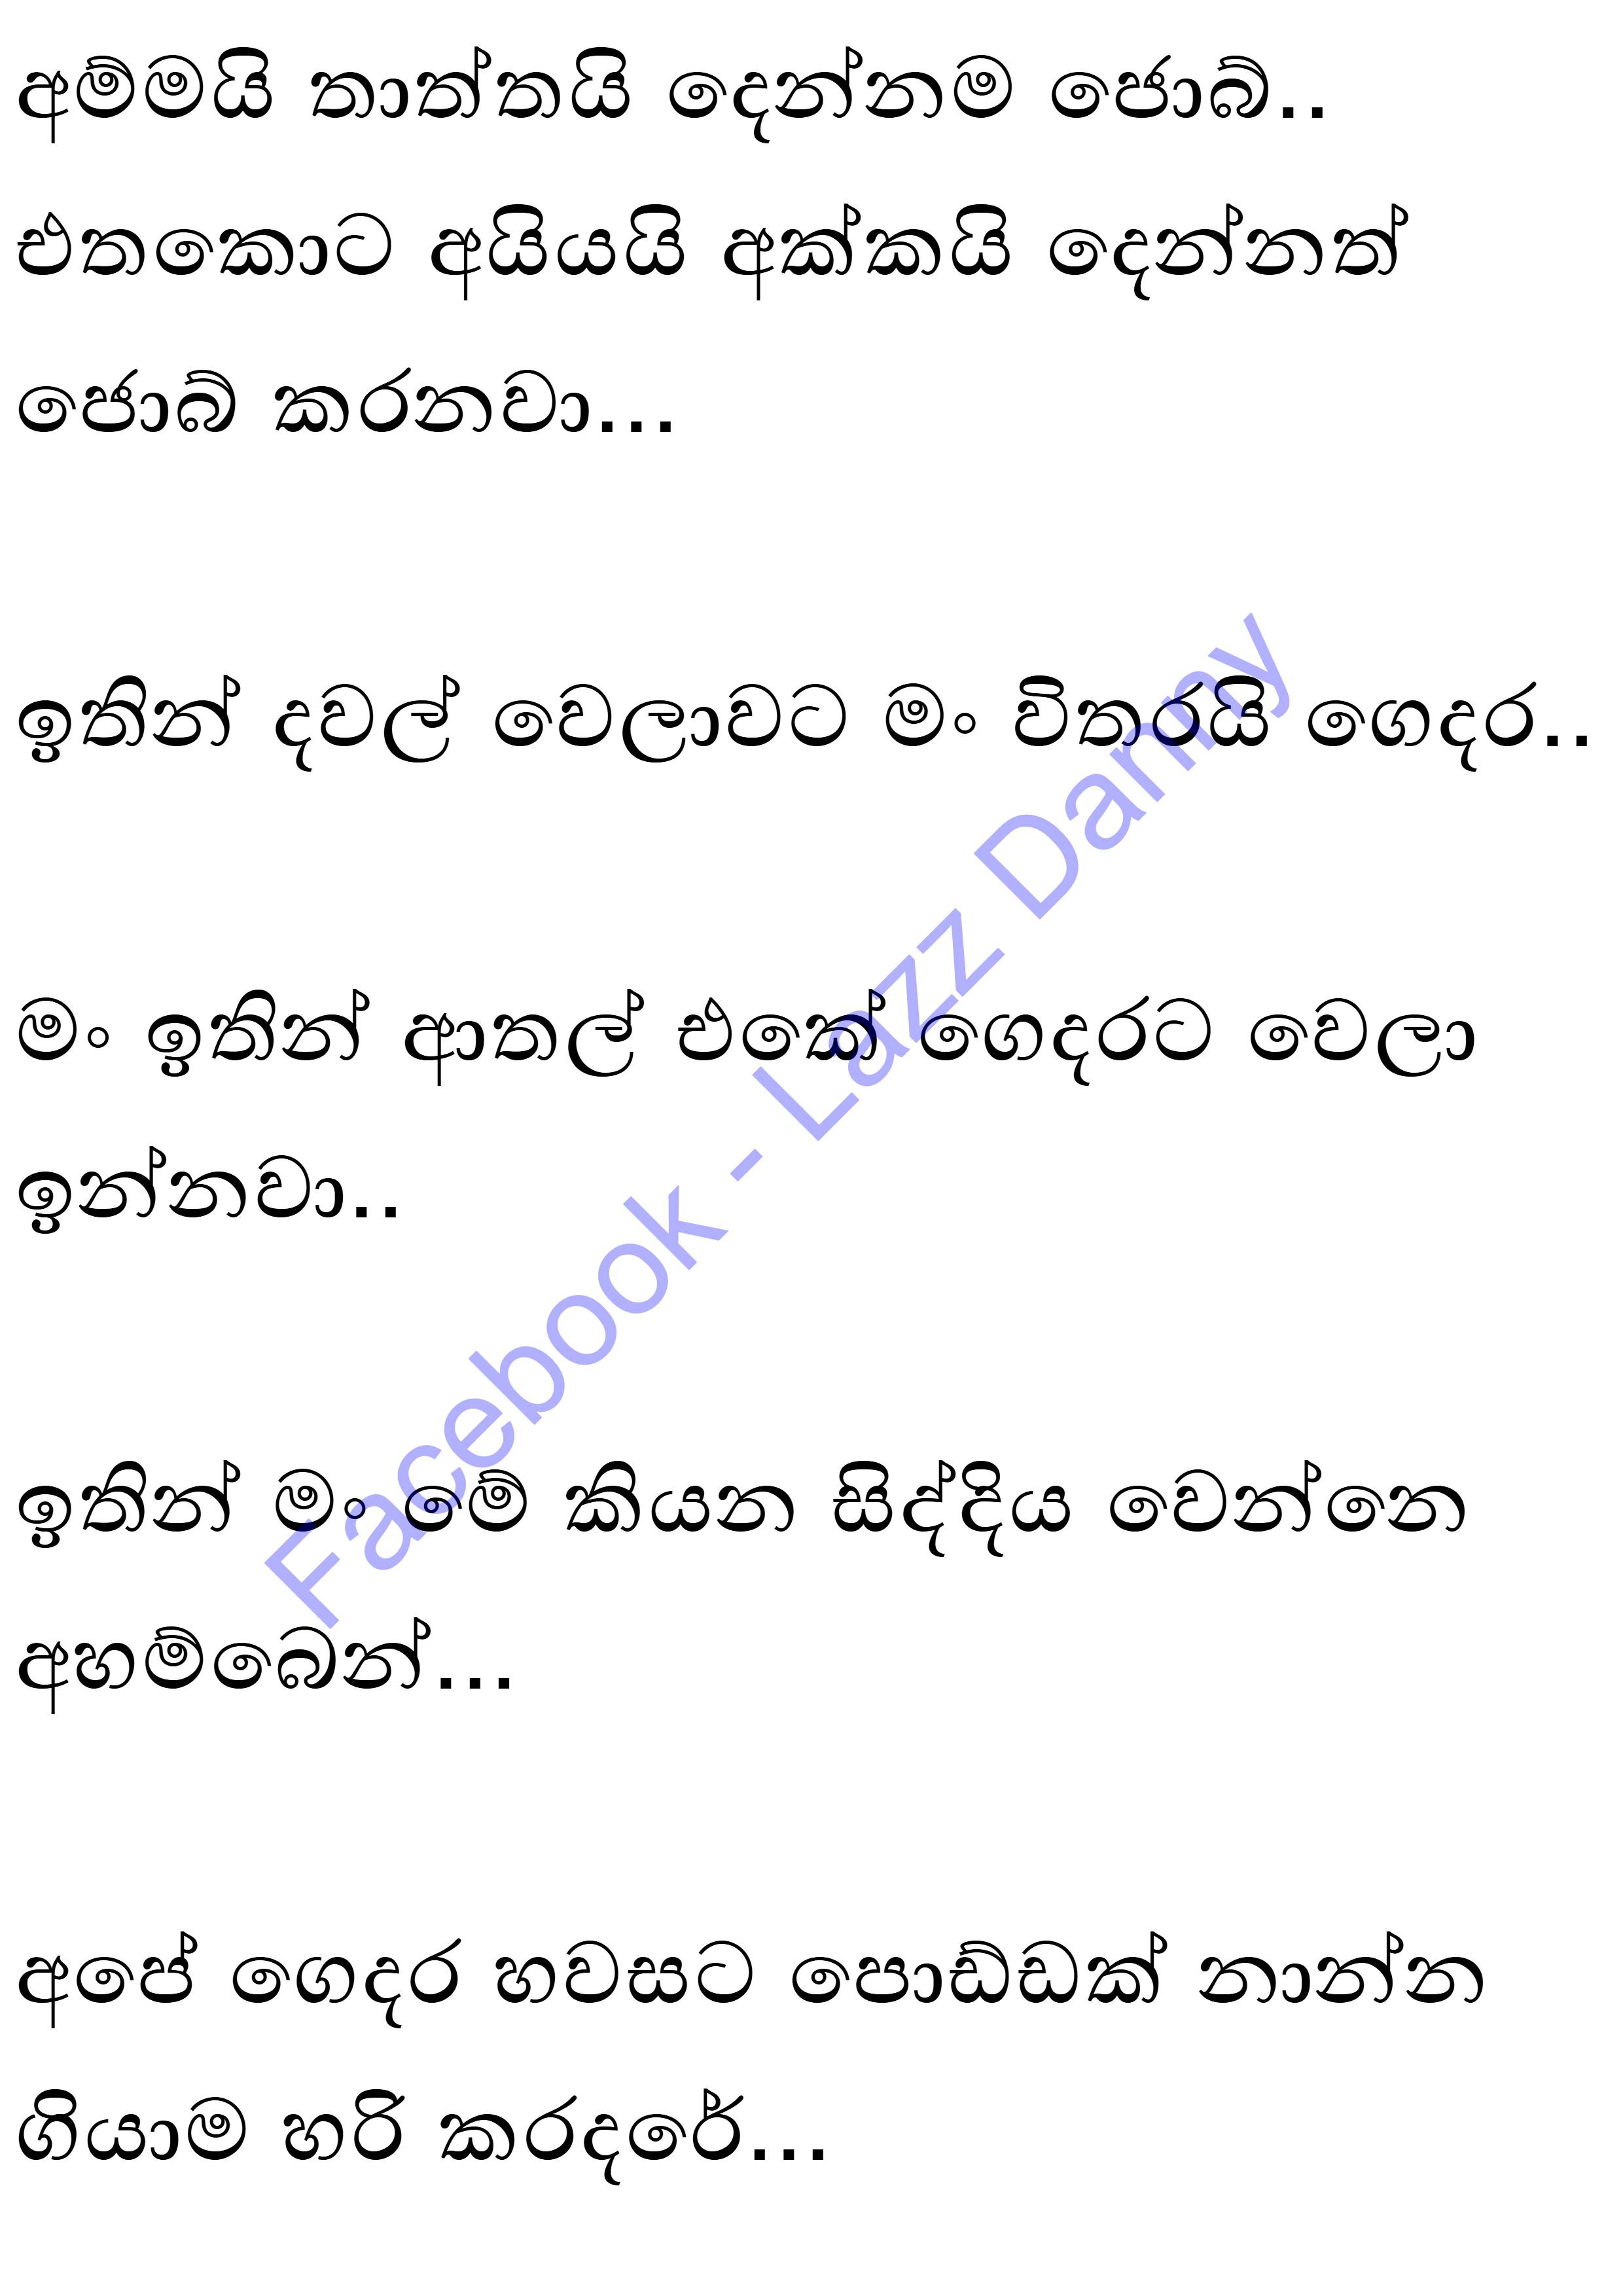 අම්මයි තාත්තයි දෙන්නම ජොබ්..
එතකොට අයියයි අක්කයි දෙන්නත්
ජොබ් කරනවා...
ඉතින් දවල් වෙලාවට මං විතරයි ගෙදර..
මං ඉතින් ආතල් එකේ ගෙදරට වෙලා
ඉන්නවා..
ඉතින් මං මේ කියන සිද්දිය වෙන්නෙ
අහම්බෙන්...
අපේ ගෙදර හවසට පොඩ්ඩක් නාන්න
ගියාම හරි කරදරේ...
Facebook - Lazz Danny